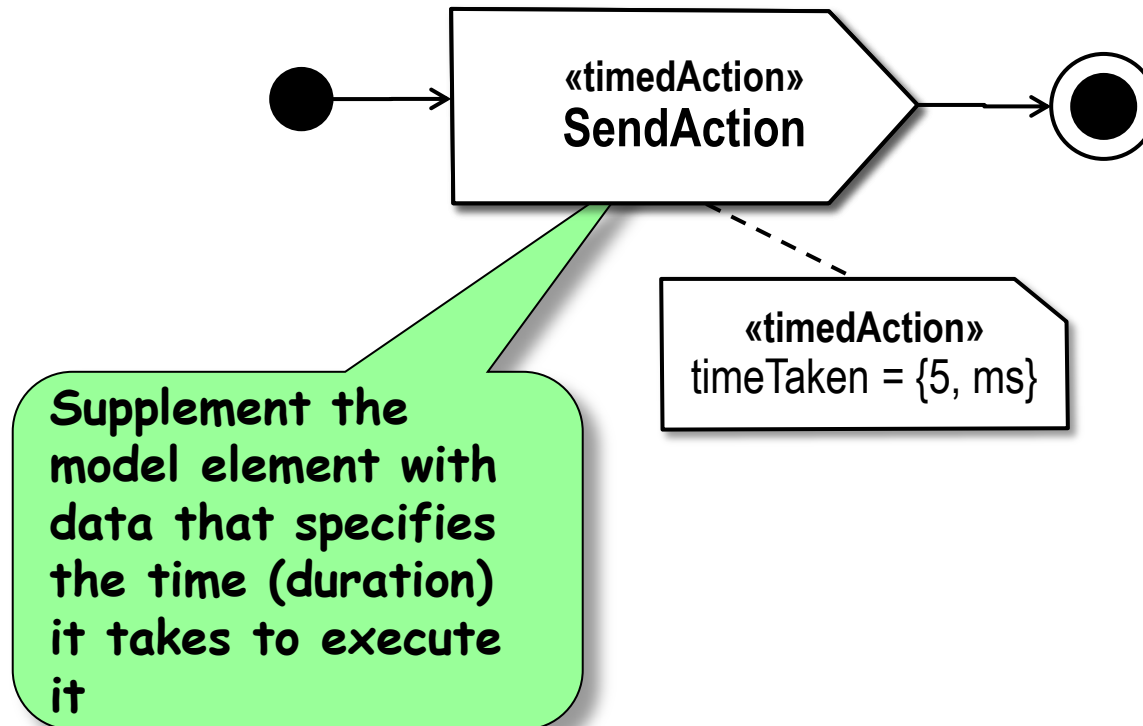 «timedAction»
SendAction
«timedAction»
timeTaken = {5, ms}
Supplement the
model element with
data that specifies
the time (duration)
it takes to execute
it